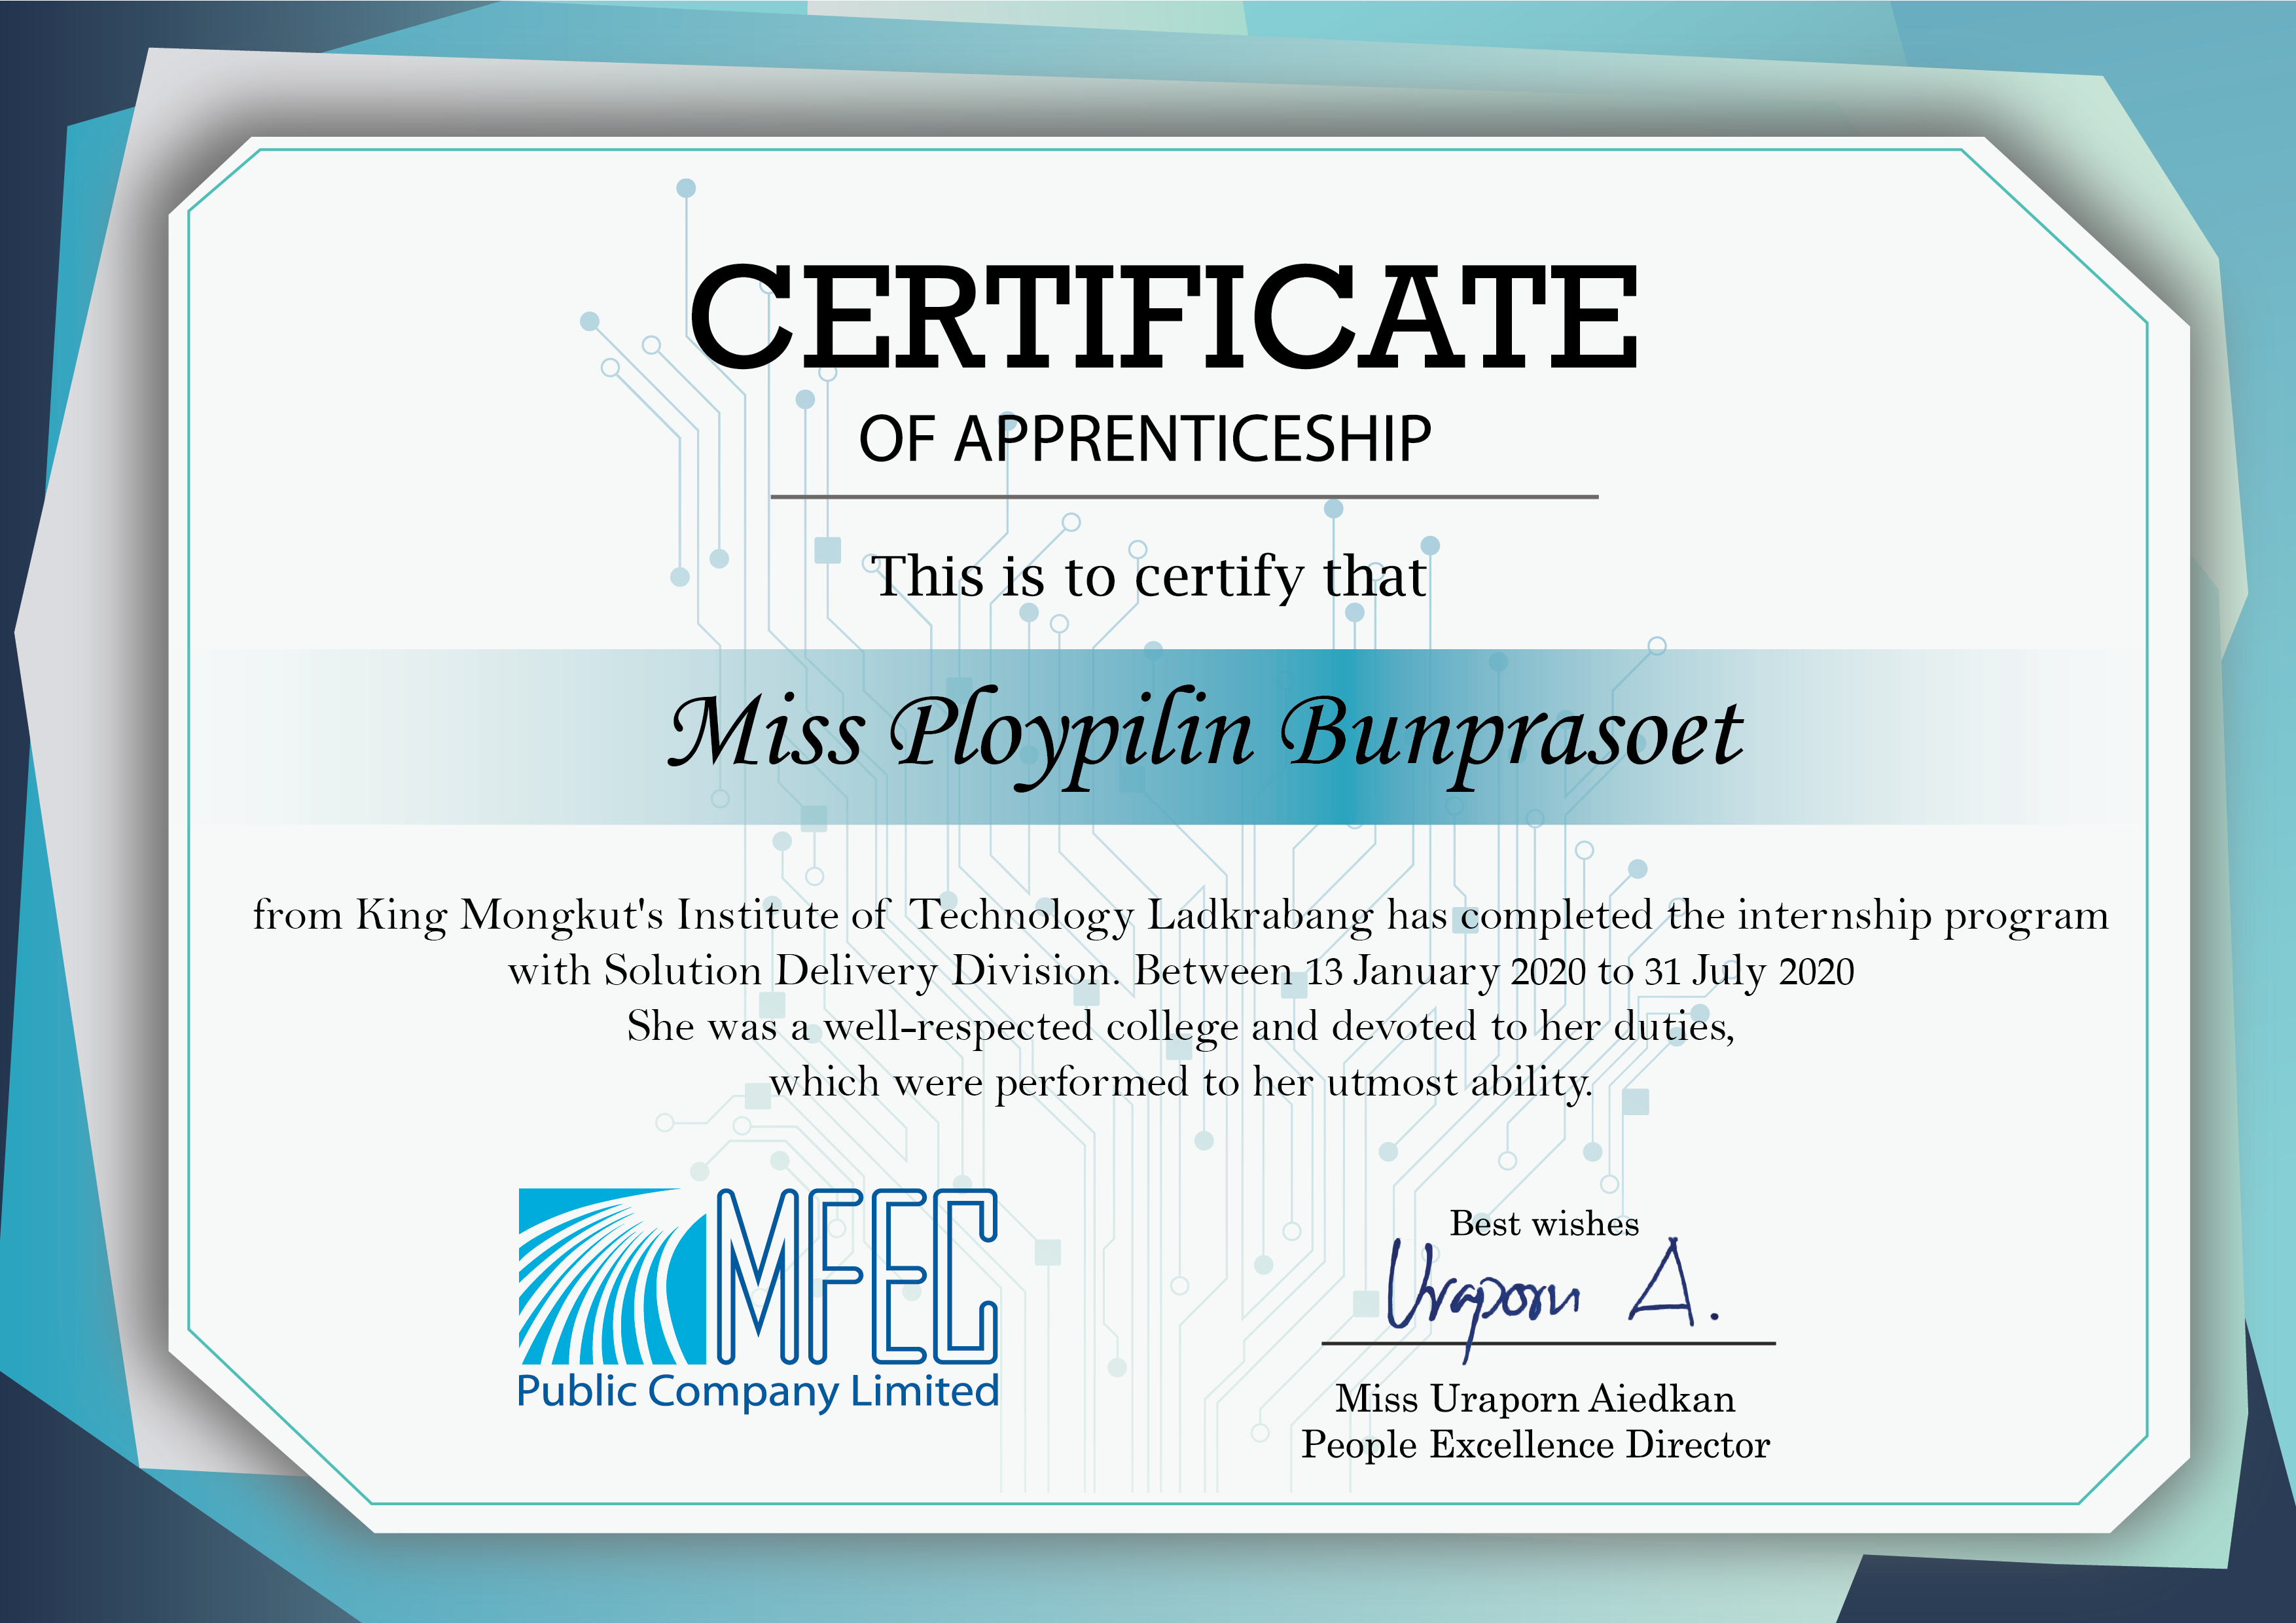 CERTIFICATE
OF APPRENTICESHIP
This is to certify that
Miss Ploypilin Bunprasoet
from King Mongkut's Institute of Technology Ladkrabang has completed the internship program
with Solution Delivery Division. Between 13 January 2020 to 31 July 2020
She was a well-respected college and devoted to her duties,
which were performed to her utmost ability.
MFEC
Public Company Limited
Best wishes
Uraporn A.
Miss Uraporn Aiedkan
People Excellence Director